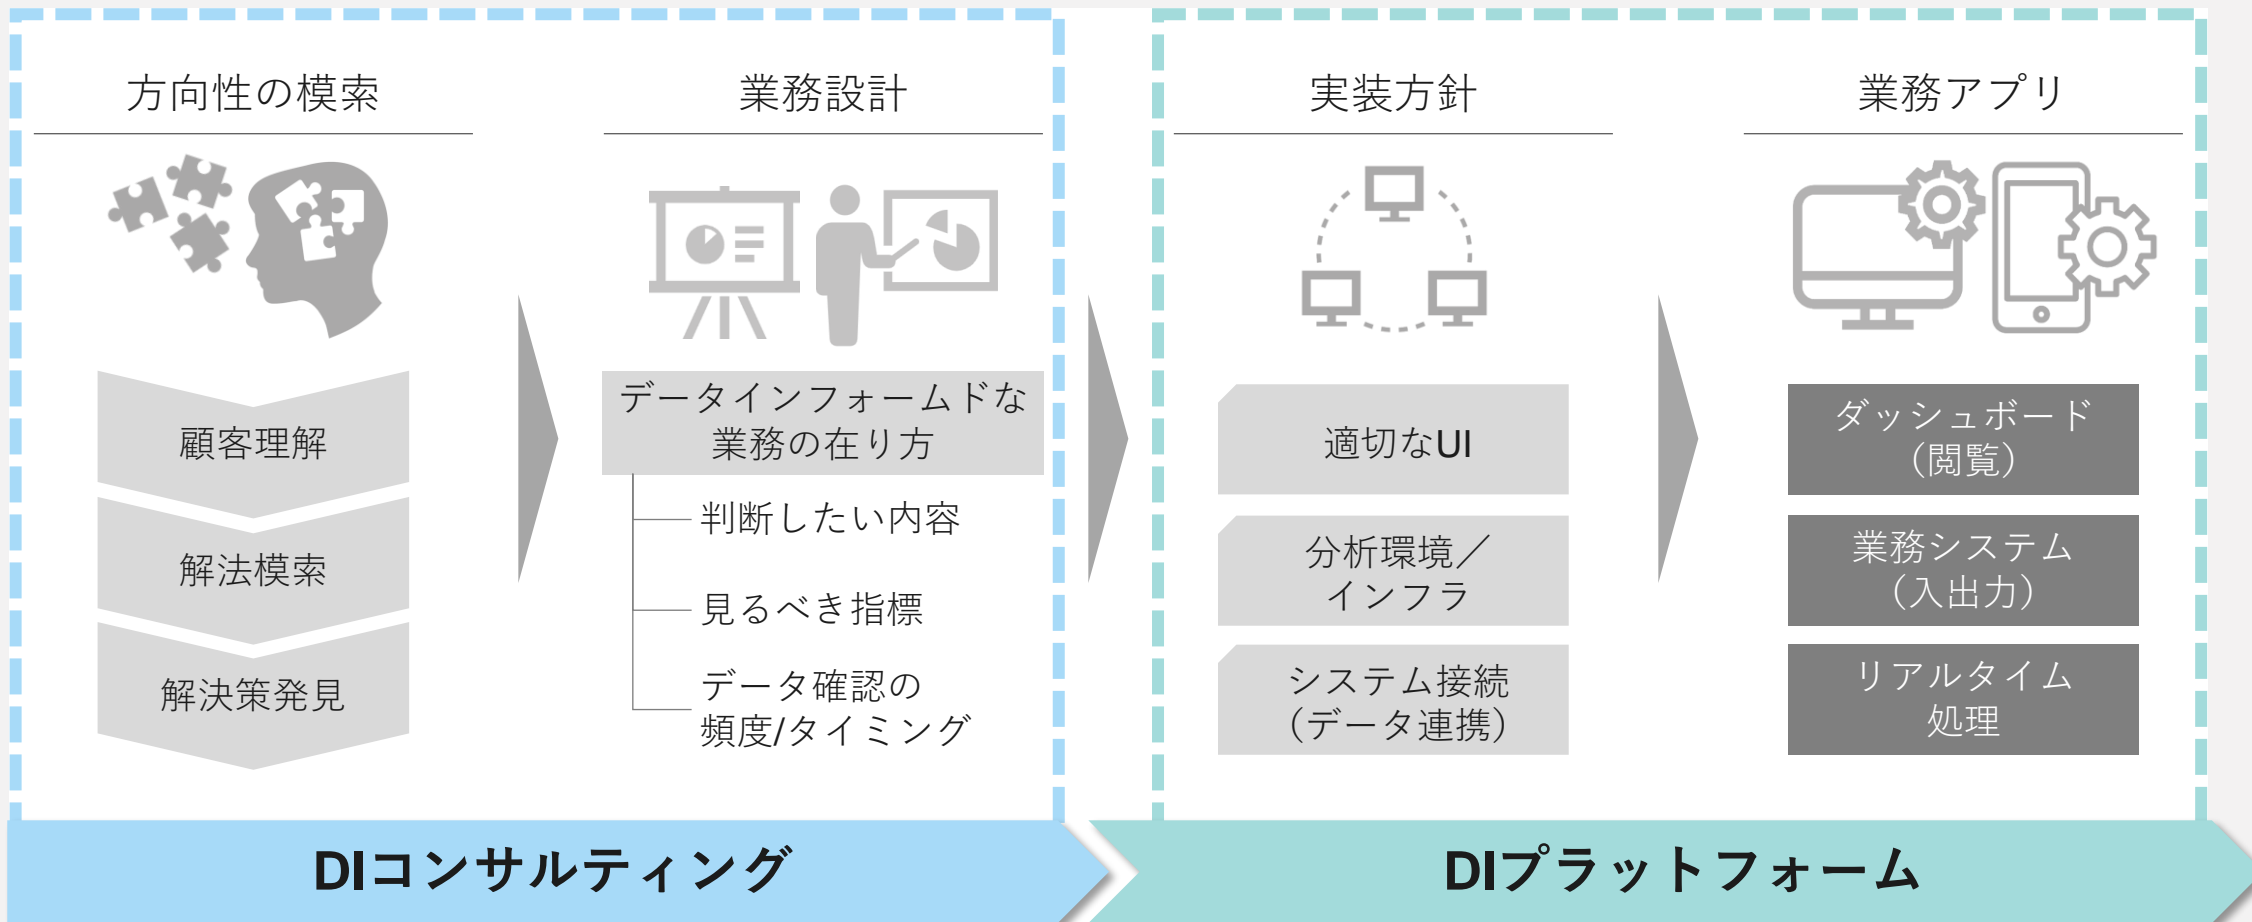 方向性の模索
顧客理解
解法模索
解決策発見
業務設計
データインフォームドな
業務の在り方
判断したい内容
見るべき指標
データ確認の
頻度/タイミング
実装方針
適切なUI
分析環境／
インフラ
システム接続
（データ連携）
業務アプリ
ダッシュボード
（閲覧）
業務システム
（入出力）
リアルタイム
処理
DIコンサルティング
DIプラットフォーム